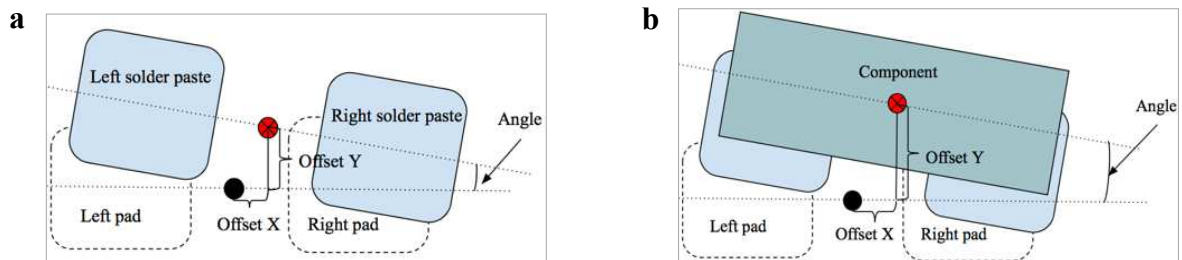 a
Left solder paste
Right solder paste
Angle
Offset Y
Left pad
Offset X
Right pad
b
Component
Angle
Offset Y
Left pad
Offset X
Right pad